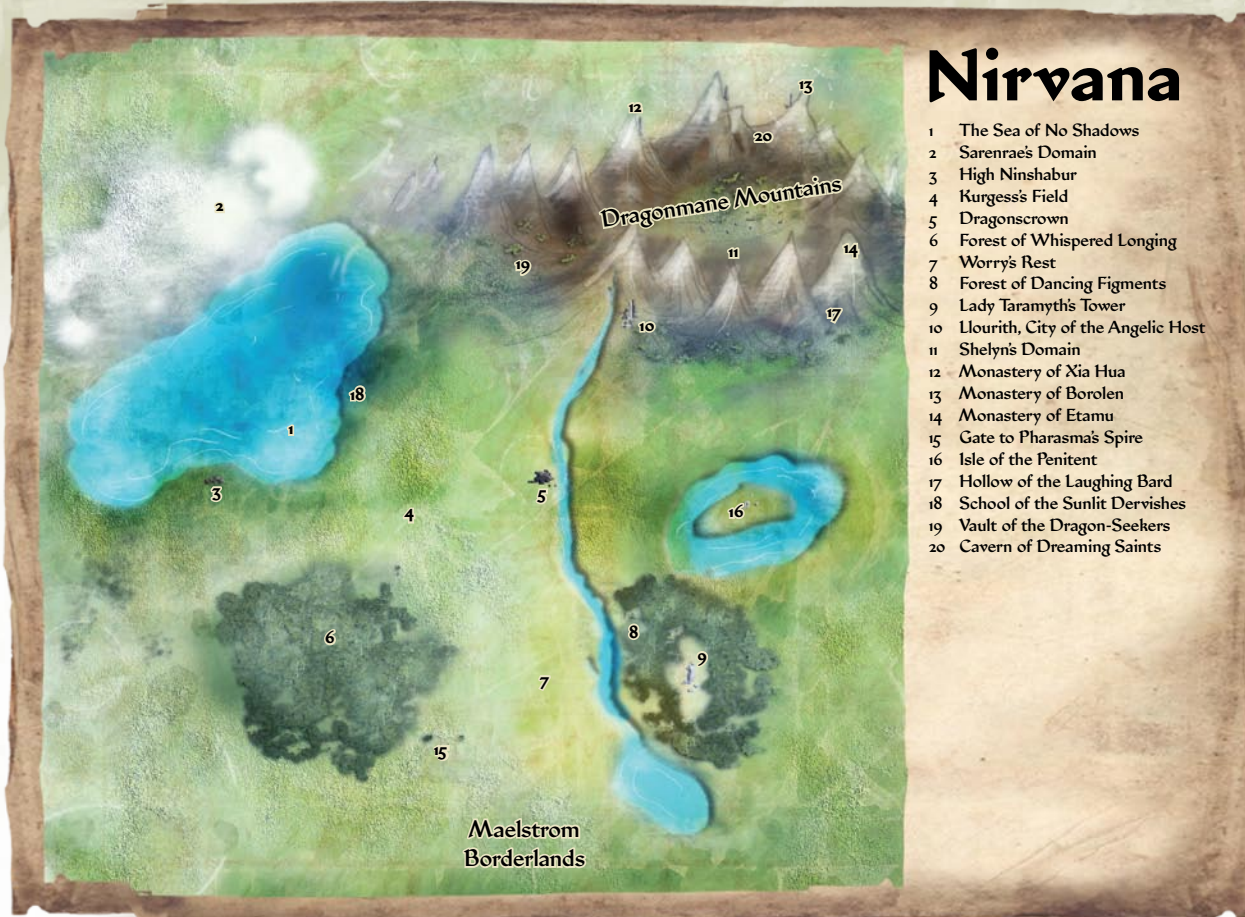 Nirvana
1 The Sea of No Shadows
2 Sarenrae's Domain
3 High Ninshabur
4 Kurgess's Field
5 Dragonscrown
6 Forest of Whispered Longing
7 Worry's Rest
8 Forest of Dancing Figments
9 Lady Taramyth's Tower
10 Llourith, City of the Angelic Host
11 Shelyn's Domain
12 Monastery of Xia Hua
13 Monastery of Borolen
14 Monastery of Etamu
15 Gate to Pharasma's Spire
16 Isle of the Penitent
17 Hollow of the Laughing Bard
18 School of the Sunlit Dervishes
19 Vault of the Dragon-Seekers
20 Cavern of Dreaming Saints
13
12
20
Dragonmane Mountains
2
11
14
19
17
10
18
1
3
5
16
4
8
6
9
7
15
Maelstrom
Borderlands